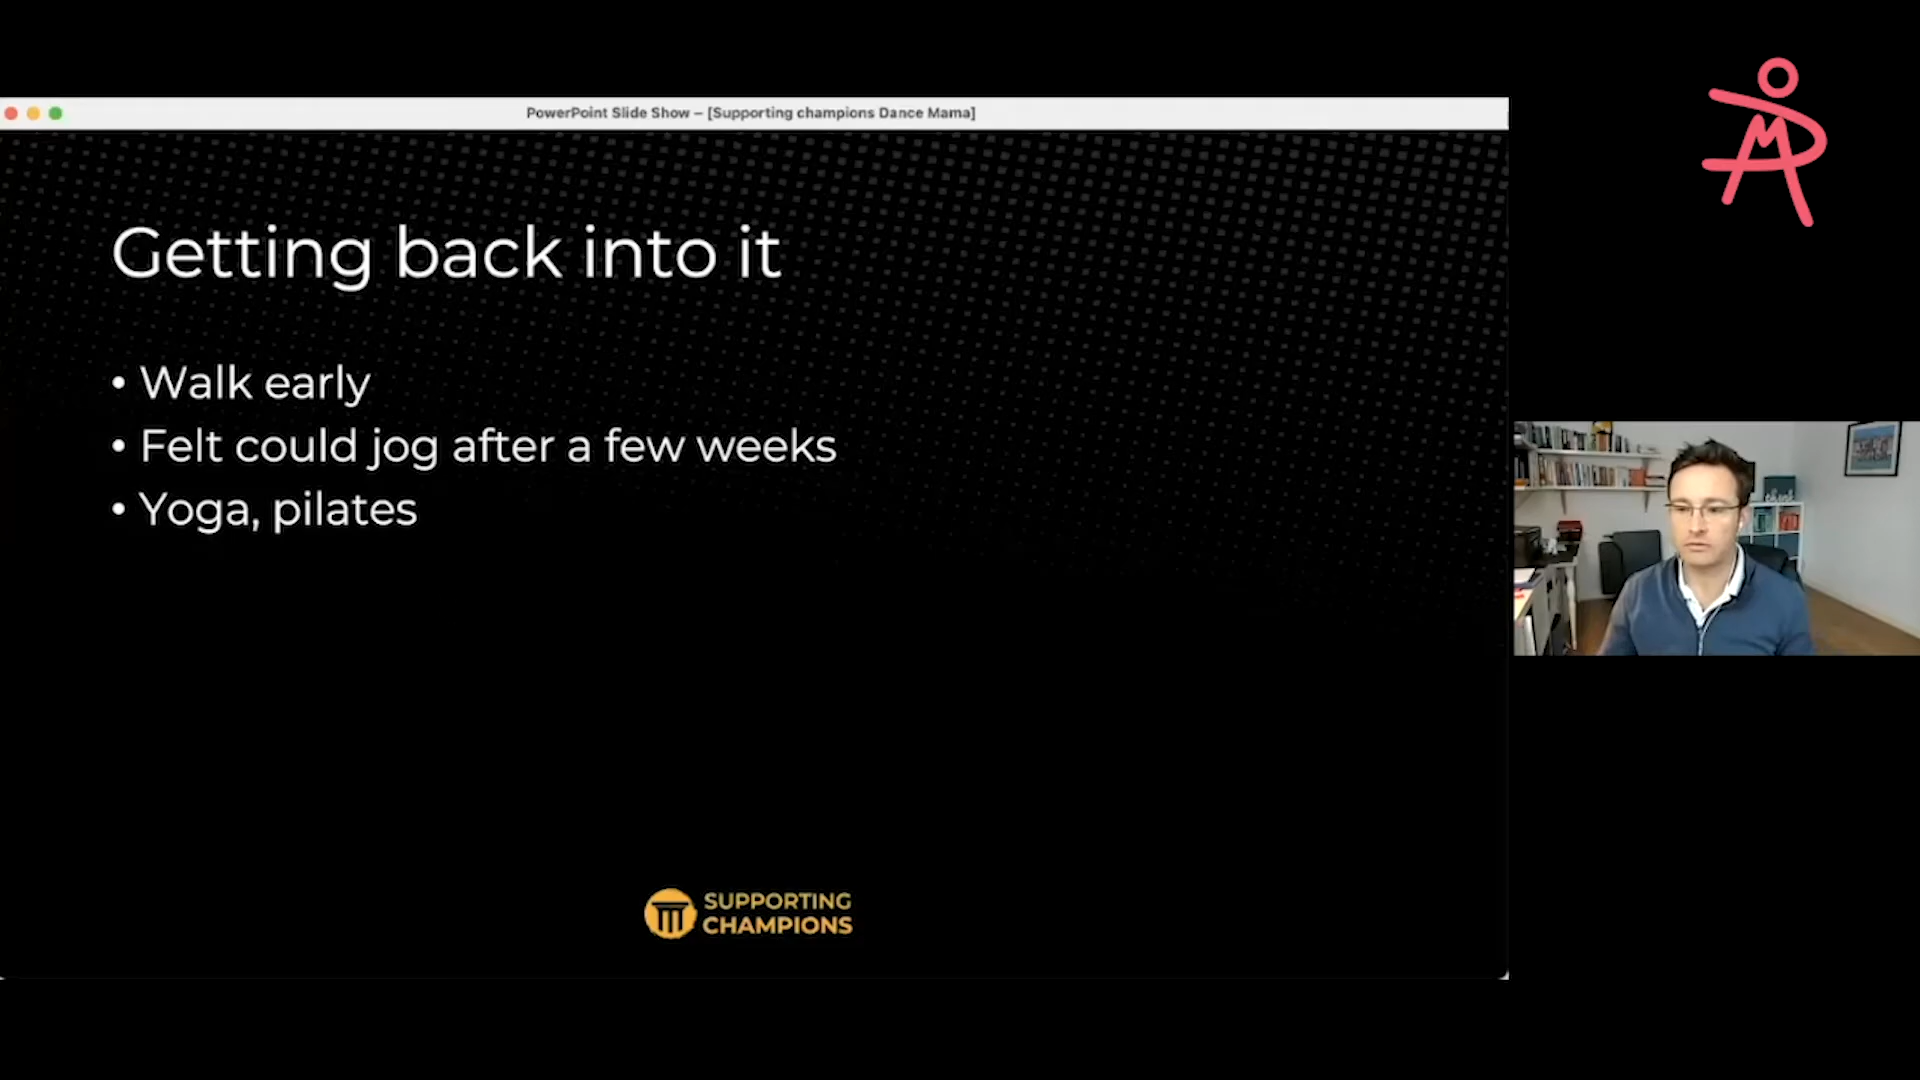 PowerPoint Slide Show – [Supporting champions Dance Mama]
Getting back into it
• Walk early
• Felt could jog after a few weeks
• Yoga, pilates
SUPPORTING
CHAMPIONS